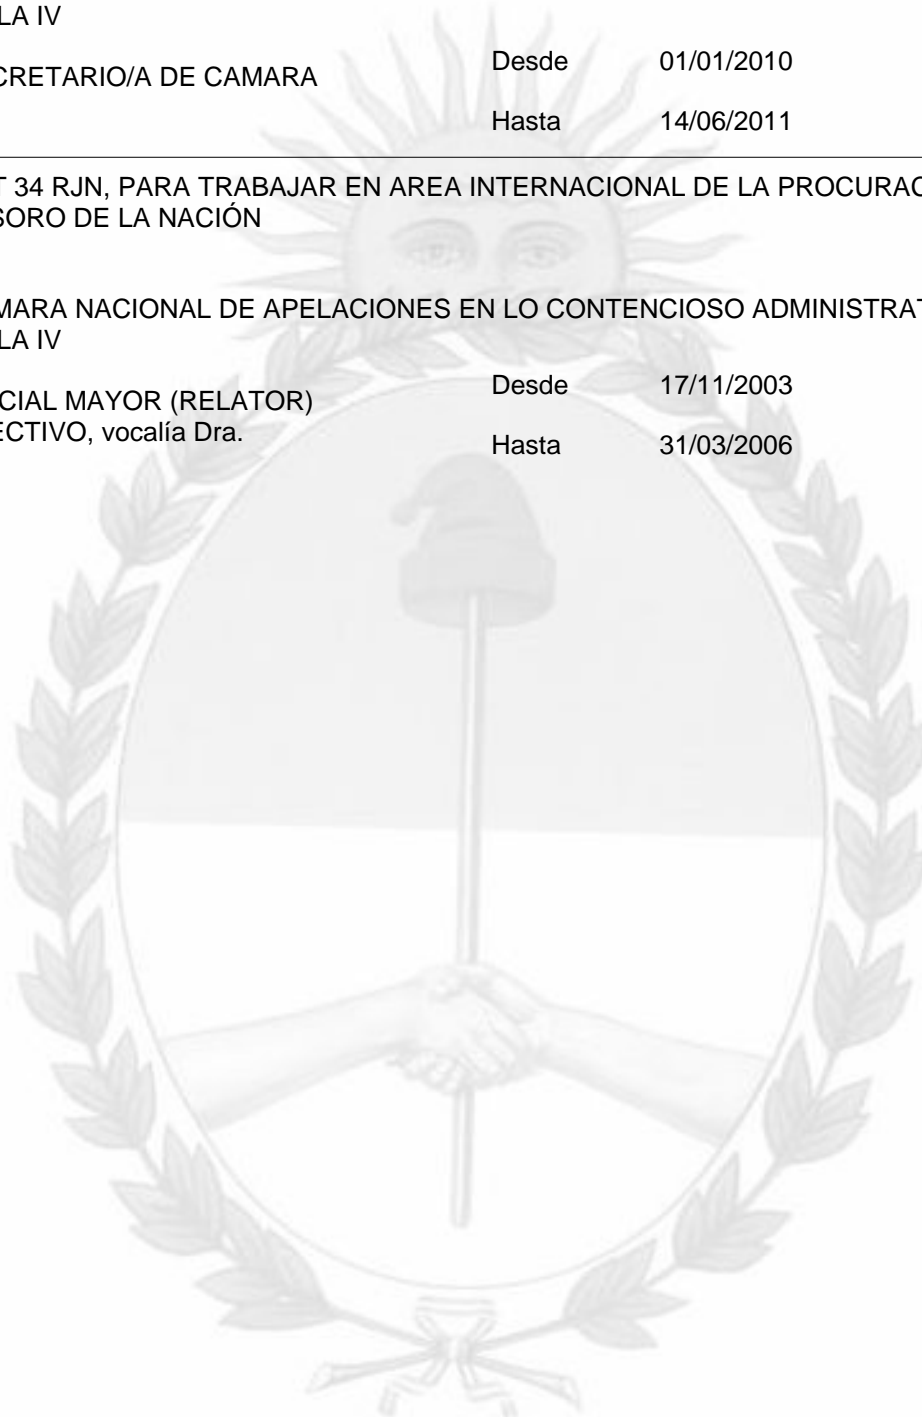 LA IV
CRETARIO/A DE CAMARA
Desde 01/01/2010
Hasta 14/06/2011
T 34 RJN, PARA TRABAJAR EN AREA INTERNACIONAL DE LA PROCURAC
SORO DE LA NACIÓN
MARA NACIONAL DE APELACIONES EN LO CONTENCIOSO ADMINISTRAT
LA IV
CIAL MAYOR (RELATOR)
ECTIVO, vocalía Dra.
Desde 17/11/2003
Hasta 31/03/2006